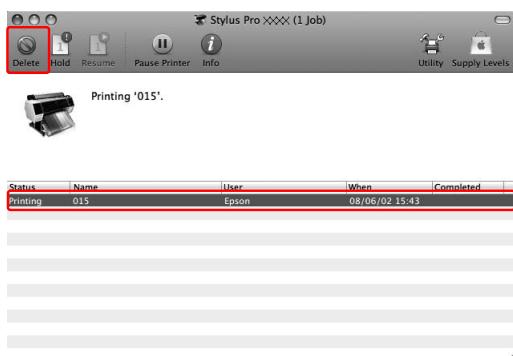 Stylus Pro XXXX (1 Job)
Delete Hold Resume Pause Printer Info Utility Supply Levels
Printing ‘015’.
Status Name User When Completed
Printing 015 Epson 08/06/02 15:43